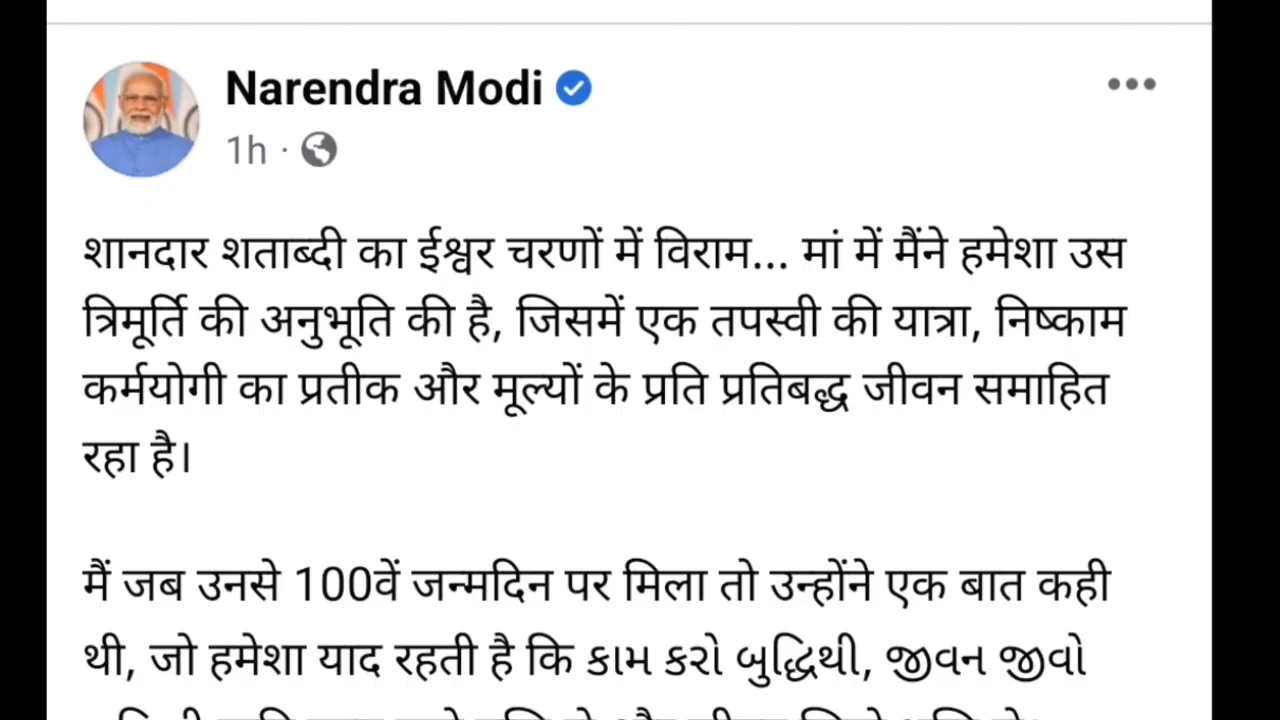 Narendra Modi
1h ·
शानदार शताब्दी का ईश्वर चरणों में विराम... मां में मैंने हमेशा उस
त्रिमूर्ति की अनुभूति की है, जिसमें एक तपस्वी की यात्रा, निष्काम
कर्मयोगी का प्रतीक और मूल्यों के प्रति प्रतिबद्ध जीवन समाहित
रहा है।
मैं जब उनसे 100वें जन्मदिन पर मिला तो उन्होंने एक बात कही
थी, जो हमेशा याद रहती है कि કામ કરો બુદ્ધિથી, જીવન જીવો